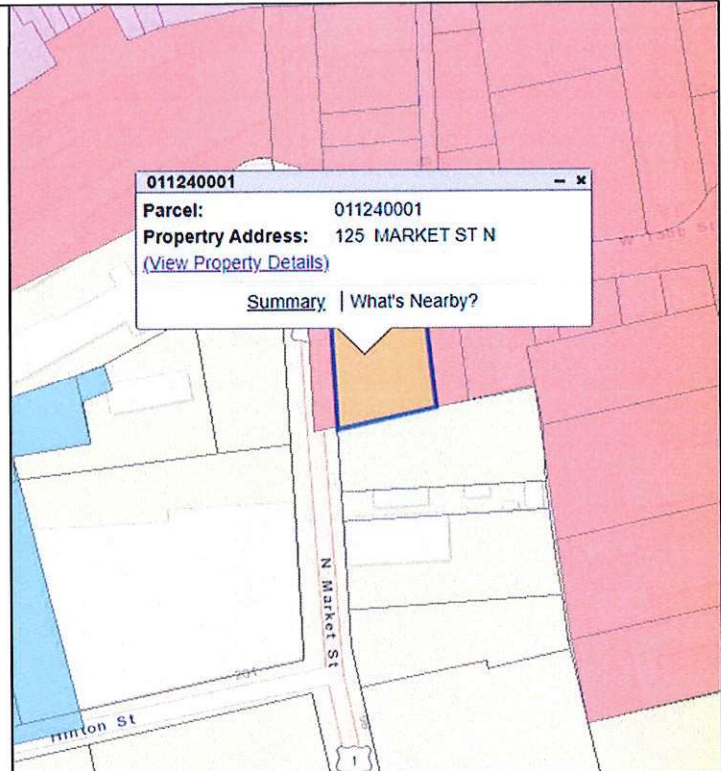 011240001
Parcel: 011240001
Propertry Address: 125 MARKET ST N
(View Property Details)
Summary | What's Nearby?
N Market St
Hinton St
1